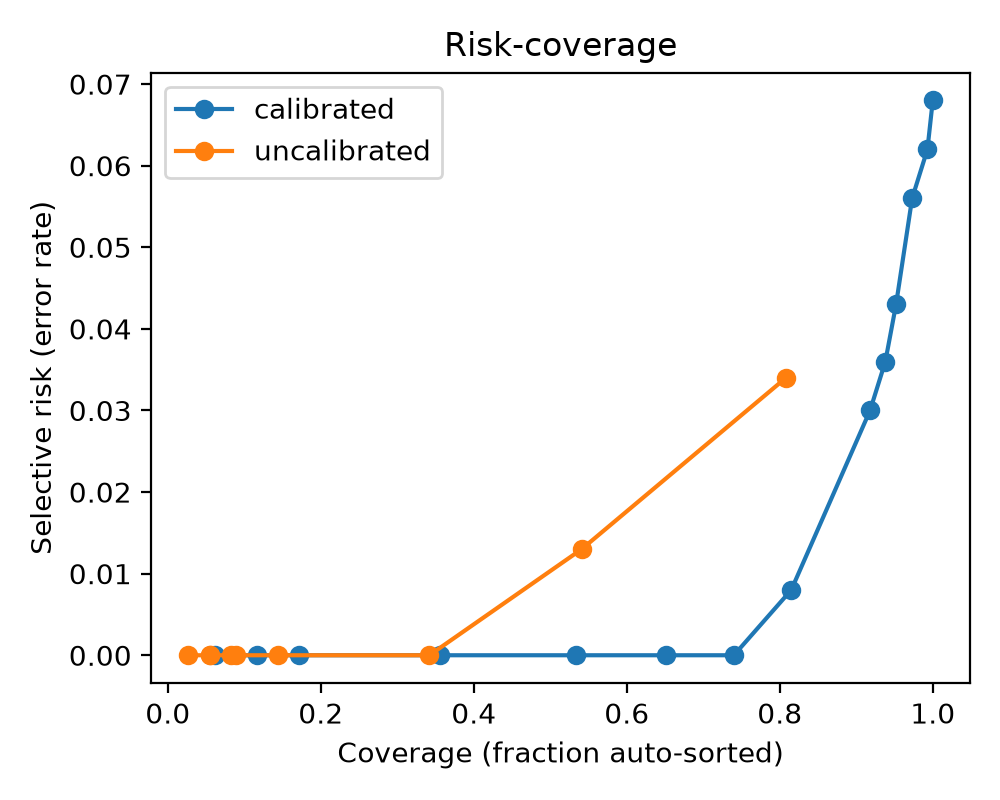 Risk-coverage
calibrated
uncalibrated
Selective risk (error rate)
0.07
0.06
0.05
0.04
0.03
0.02
0.01
0.00
0.0 0.2 0.4 0.6 0.8 1.0
Coverage (fraction auto-sorted)